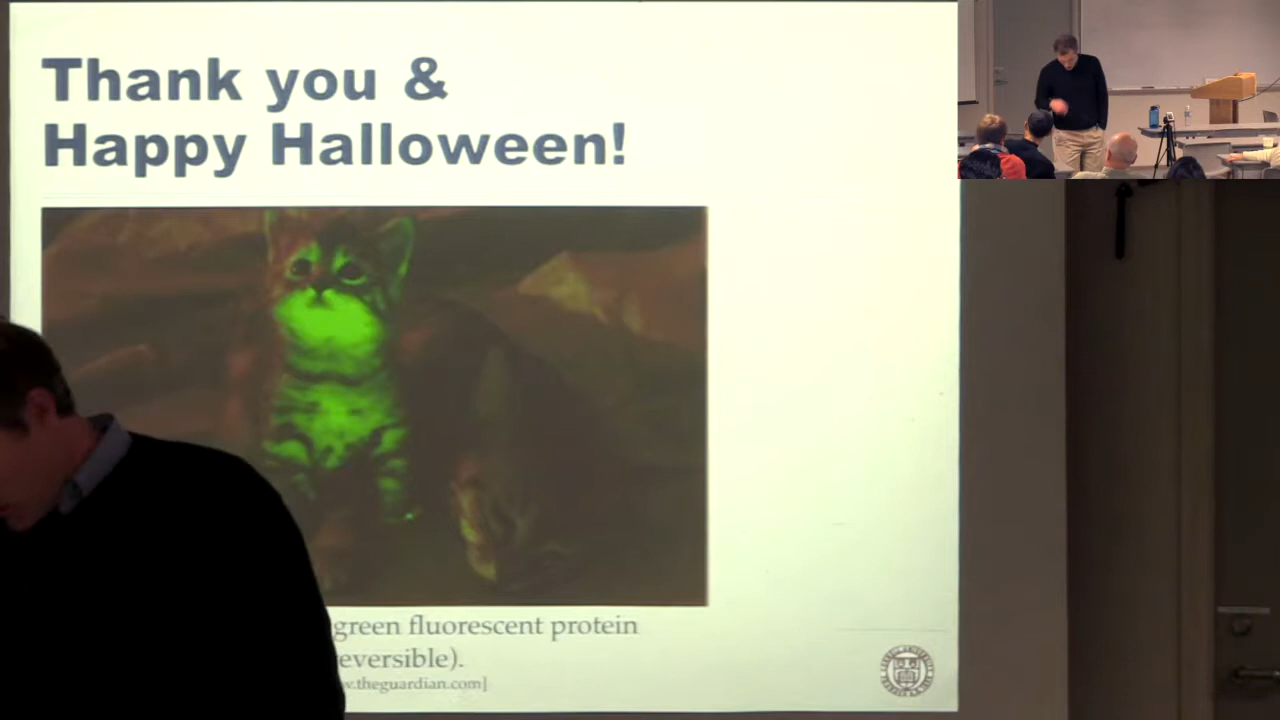 Thank you &
Happy Halloween!
green fluorescent protein
eversible).
w.theguardian.com]